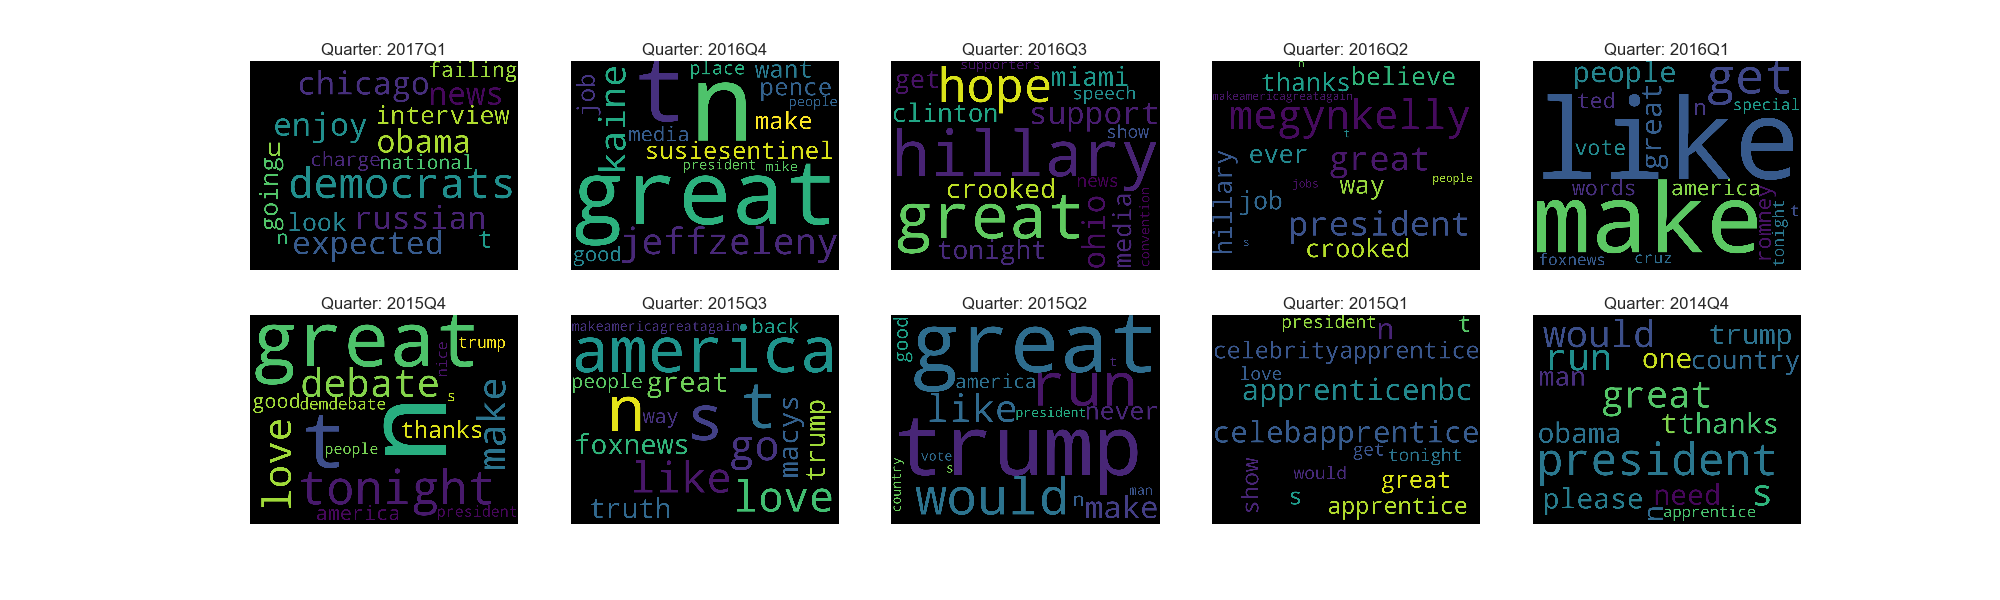 Quarter: 2017Q1
failing
chicago
news
interview
enjoy
obama
charge
national
going
democrats
look
russian
n
expected
t
Quarter: 2016Q4
job
kaine
t
place
want
pence
people
n
make
media
susiesentinel
president
mike
great
good
jeffzeleny
Quarter: 2016Q3
supporters
get
hope
miami
speech
clinton
support
show
hillary
crooked
news
great
ohio
media
convention
tonight
Quarter: 2016Q2
n
thanks
believe
makeamericagreatagain
megynkelly
t
ever
great
hillary
jobs
way
people
job
president
s
crooked
Quarter: 2016Q1
people
get
ted
great
n
special
like
vote
words
america
make
romney
tonight
t
foxnews
cruz
Quarter: 2015Q4
great
nice
trump
debate
s
good
demdebate
n
make
love
t
thanks
people
tonight
america
president
Quarter: 2015Q3
makeamericagreatagain
back
america
people
great
n
way
s
t
macys
trump
foxnews
go
like
love
truth
Quarter: 2015Q2
good
great
t
america
run
like
president
never
trump
vote
s
country
would
n
man
make
Quarter: 2015Q1
president
n
t
celebrityapprentice
love
apprenticenbc
celebapprentice
get
tonight
show
would
great
s
apprentice
Quarter: 2014Q4
would
trump
run
one
country
man
great
t
thanks
obama
president
please
need
s
n
apprentice